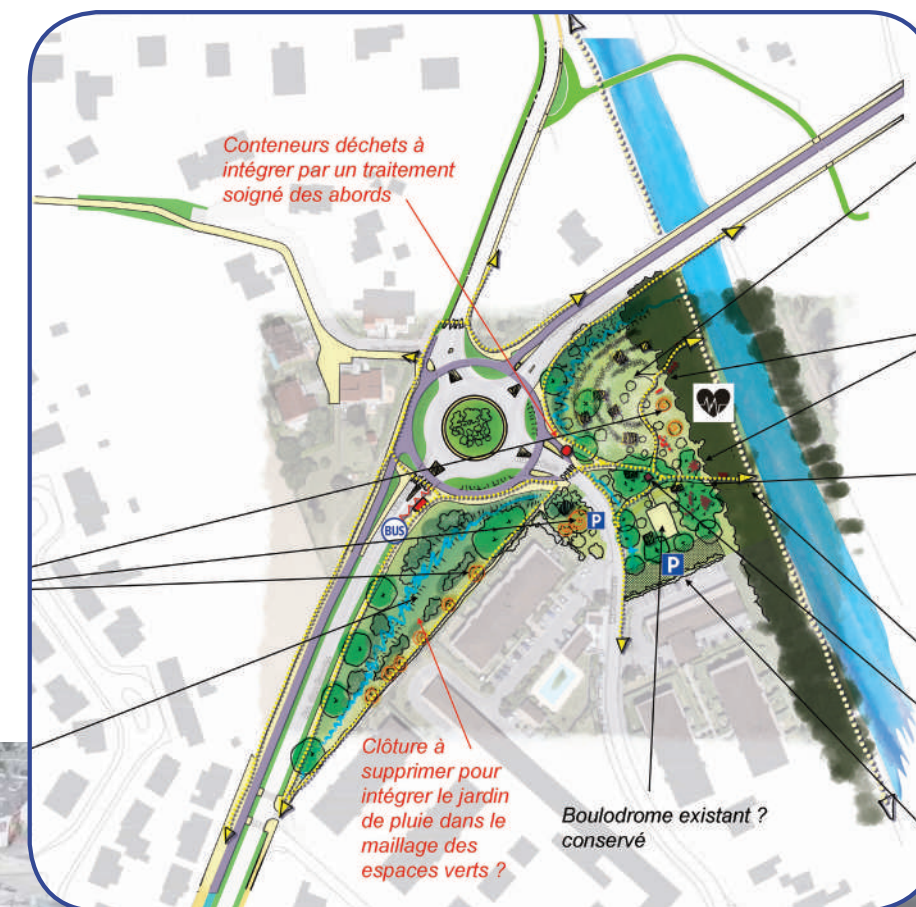 Conteneurs déchets à
intégrer par un traitement
soigné des abords
BUS
P
P
Clôture à
supprimer pour
intégrer le jardin
de pluie dans le
maillage des
espaces verts ?
Boulodrome existant ?
conservé